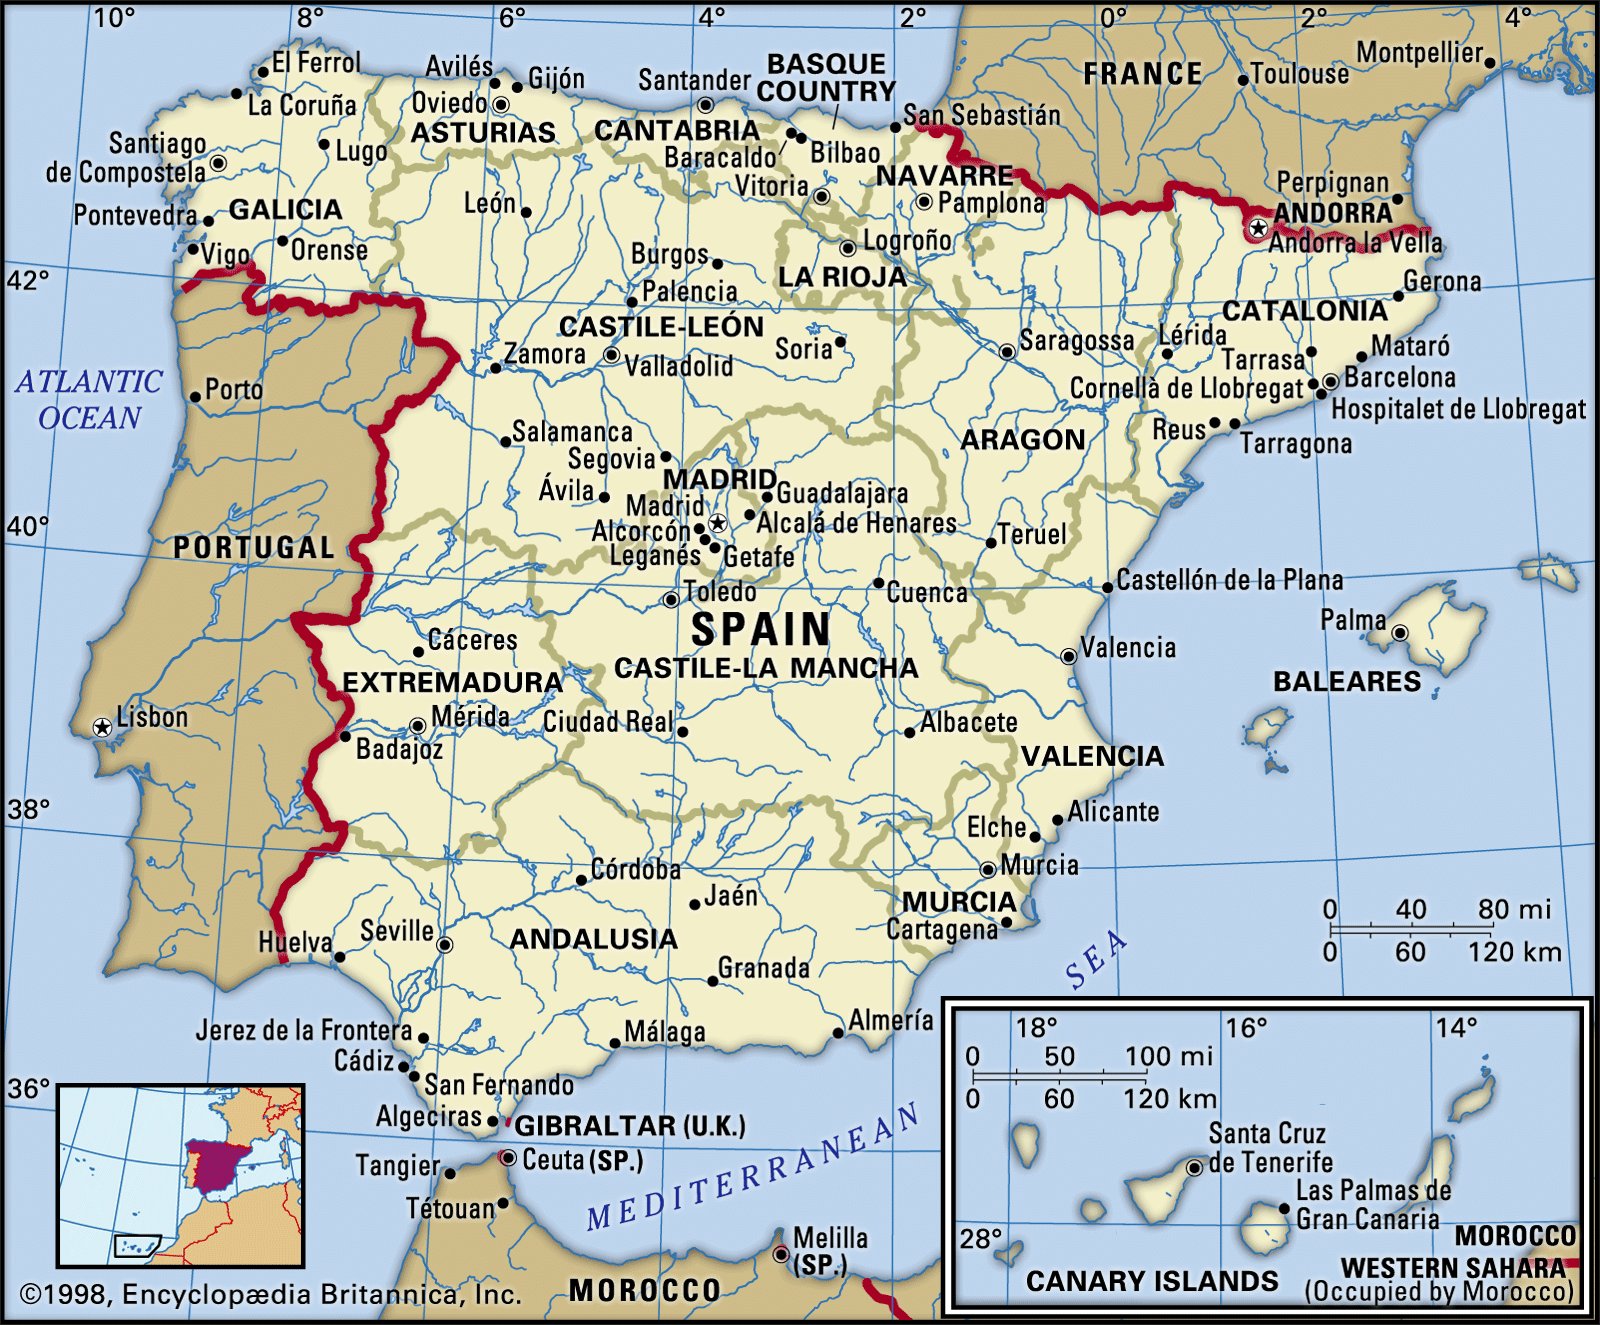 10°
8°
6°
4°
2°
0°
2°
4°
El Ferrol
La Coruña
Avilés
Gijón
Oviedo
ASTURIAS
Santander
CANTABRIA
BASQUE
COUNTRY
San Sebastián
FRANCE
Toulouse
Montpellier
Santiago
de Compostela
Lugo
Baracaldo
Bilbao
Vitoria
NAVARRE
Pamplona
Perpignan
ANDORRA
Andorra la Vella
Pontevedra
GALICIA
León
Vigo
Orense
Burgos
Logroño
LA RIOJA
42°
Palencia
Gerona
CATALONIA
CASTILE-LEÓN
Zamora
Valladolid
Soria
Saragossa
Lérida
Tarrasa
Mataró
Cornellà de Llobregat
Barcelona
Hospitalet de Llobregat
ATLANTIC
OCEAN
Porto
Salamanca
Segovia
ARAGON
Reus
Tarragona
Ávila
MADRID
Madrid
Guadalajara
Alcorcón
Alcalá de Henares
Leganés
Getafe
Teruel
40°
PORTUGAL
Toledo
Cuenca
Castellón de la Plana
SPAIN
CASTILE-LA MANCHA
Palma
BALEARES
Cáceres
EXTREMADURA
Valencia
Lisbon
Mérida
Badajoz
Ciudad Real
Albacete
VALENCIA
38°
Elche
Alicante
Murcia
MURCIA
Cartagena
Córdoba
Jaén
Huelva
Seville
ANDALUSIA
Granada
0 40 80 mi
0 60 120 km
Jerez de la Frontera
Cádiz
San Fernando
Málaga
Almería
36°
Algeciras
GIBRALTAR (U.K.)
Tangier
Ceuta (SP.)
Tétouan
MEDITERRANEAN
SEA
Melilla
(SP.)
MOROCCO
18°
16°
14°
0 50 100 mi
0 60 120 km
Santa Cruz
de Tenerife
Las Palmas de
Gran Canaria
28°
CANARY ISLANDS
MOROCCO
WESTERN SAHARA
(Occupied by Morocco)
©1998, Encyclopædia Britannica, Inc.